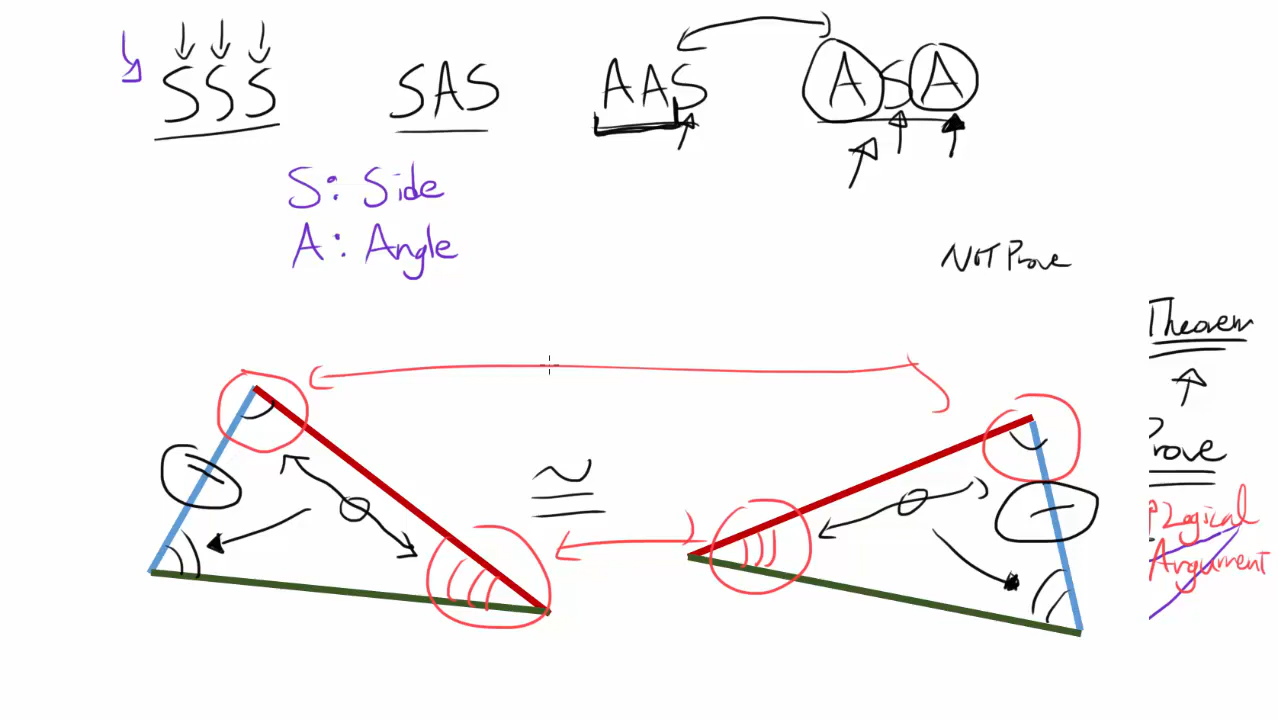 SSS SAS AAS ASA
S: Side
A: Angle
NOT Prove
Theorem
≅
Prove
Logical
Argument